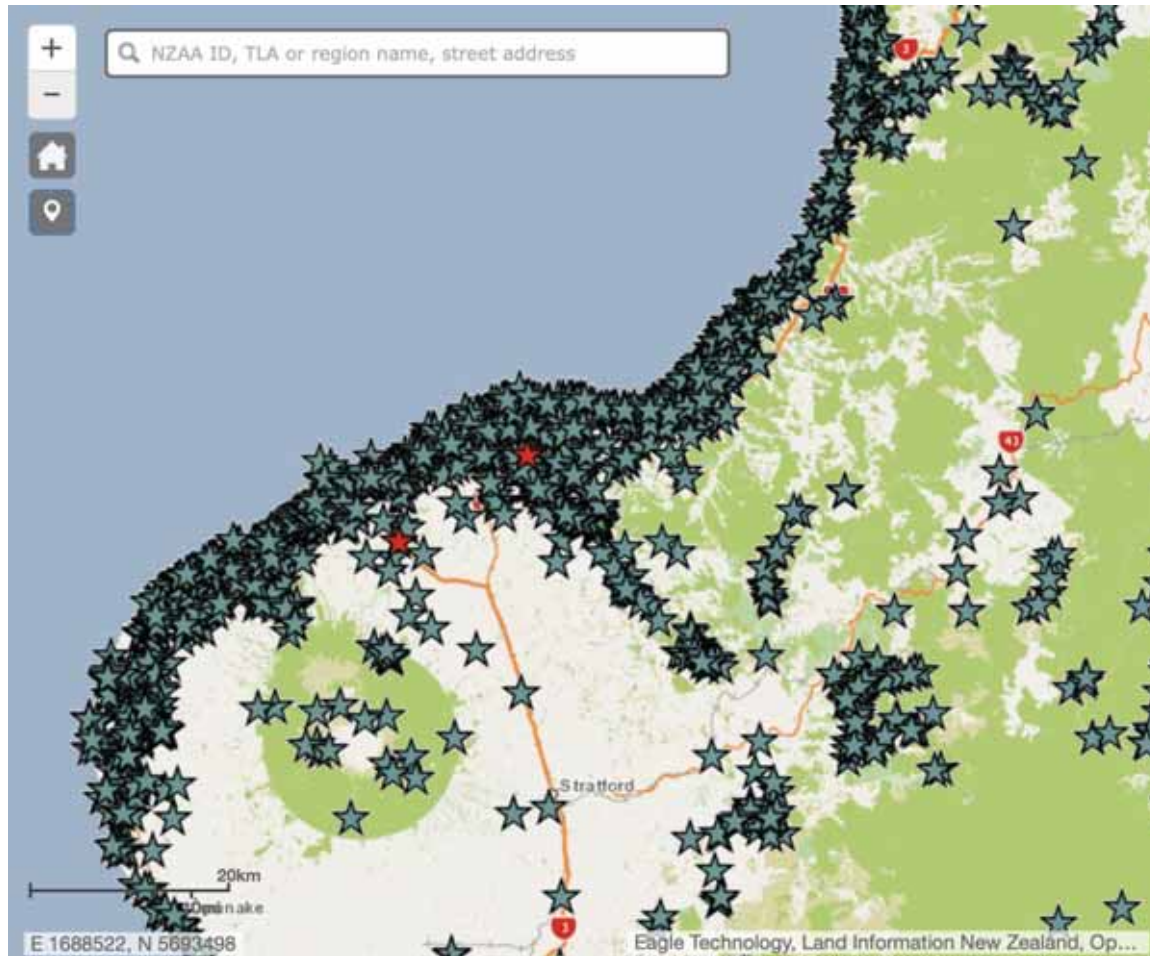 +
NZAA ID, TLA or region name, street address
−
3
43
Stratford
20km
E 1688522, N 5693498
3
Eagle Technology, Land Information New Zealand, Op...